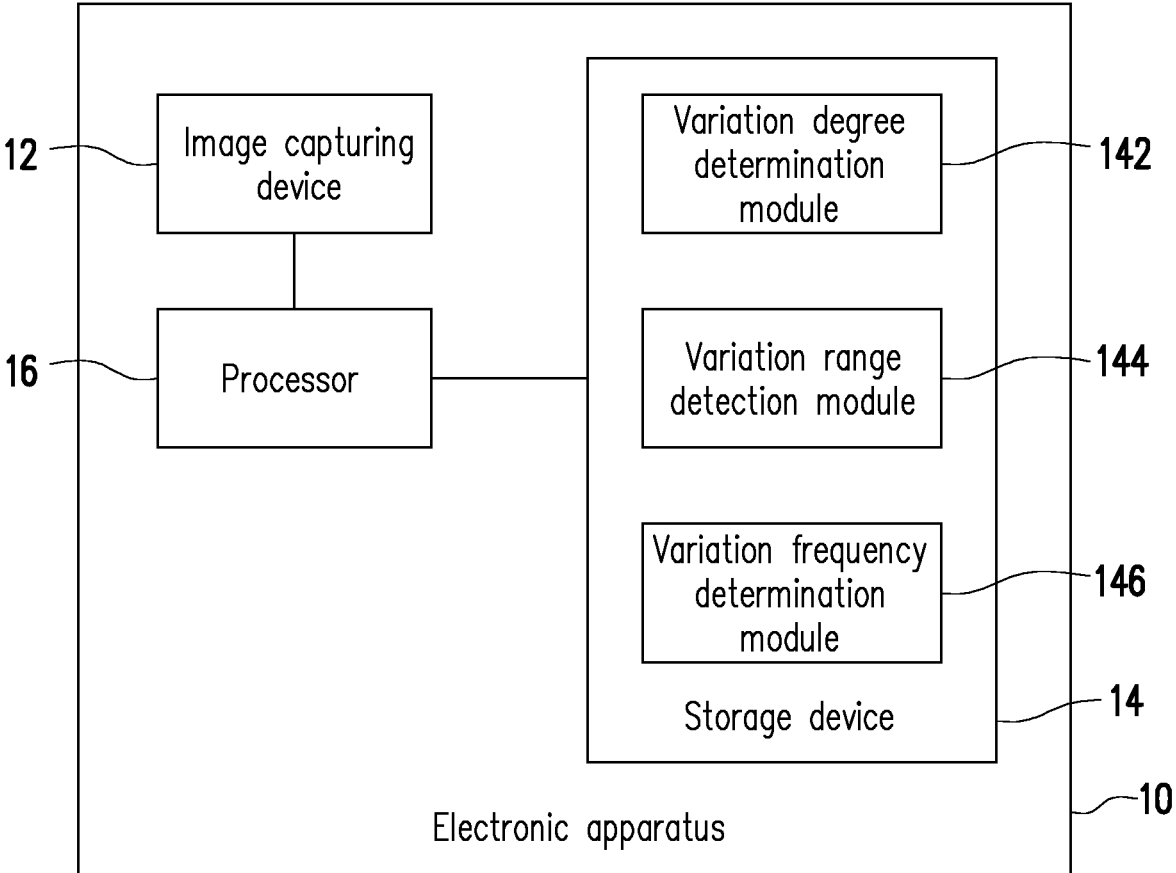 12
Image capturing
device
16
Processor
Variation degree
determination
module
142
Variation range
detection module
144
Variation frequency
determination
module
146
Storage device
14
10
Electronic apparatus